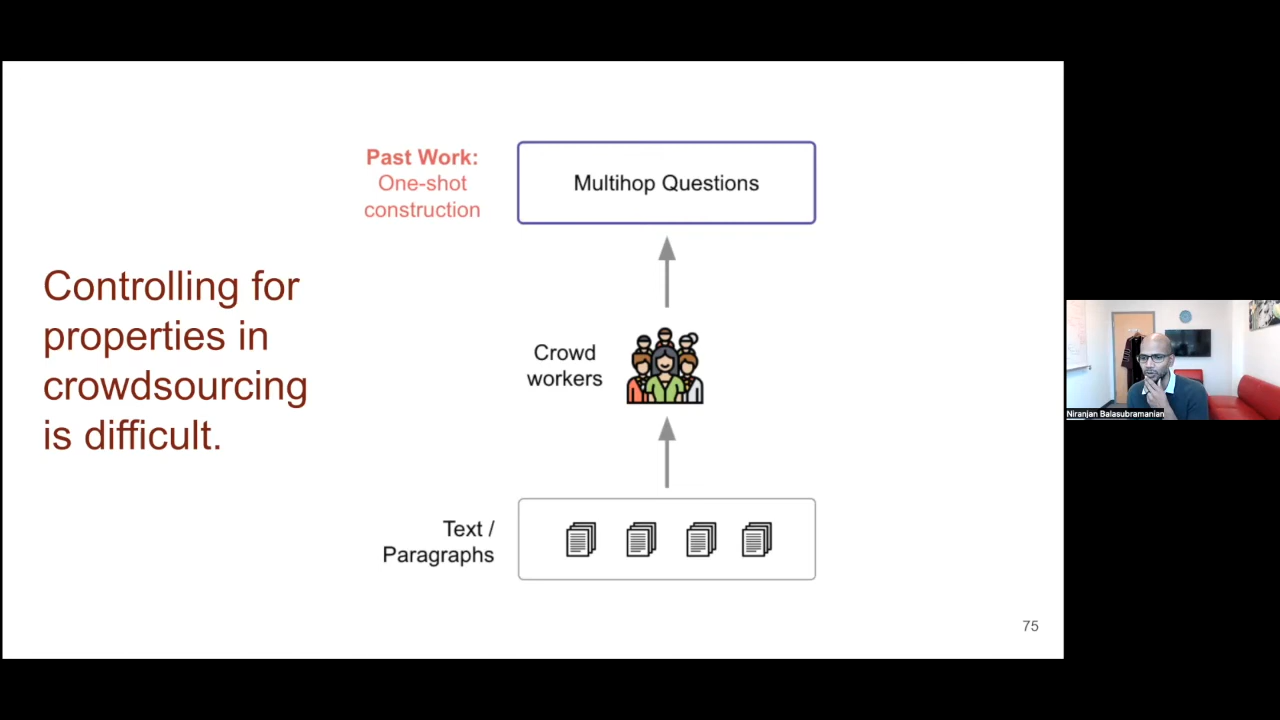 Past Work:
One-shot
construction
Multihop Questions
Controlling for
properties in
crowdsourcing
is difficult.
Crowd
workers
Text /
Paragraphs
75
Niranjan Balasubramanian